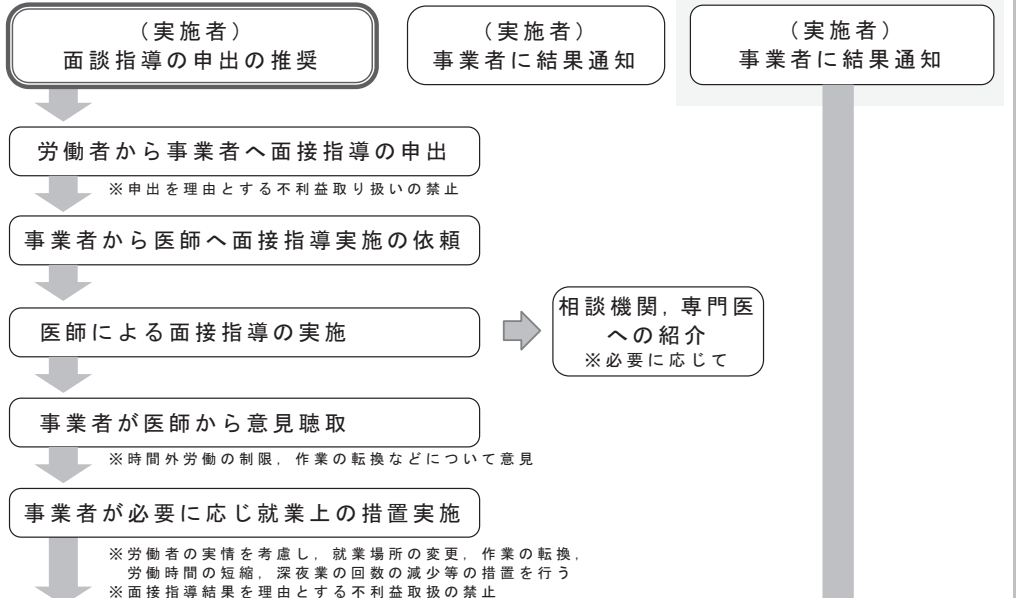 (実施者)
面談指導の申出の推奨
(実施者)
事業者に結果通知
(実施者)
事業者に結果通知
労働者から事業者へ面接指導の申出
※申出を理由とする不利益取り扱いの禁止
事業者から医師へ面接指導実施の依頼
医師による面接指導の実施
相談機関,専門医
への紹介
※必要に応じて
事業者が医師から意見聴取
※時間外労働の制限,作業の転換などについて意見
事業者が必要に応じ就業上の措置実施
※労働者の実情を考慮し,就業場所の変更,作業の転換,
労働時間の短縮,深夜業の回数の減少等の措置を行う
※面接指導結果を理由とする不利益取扱の禁止